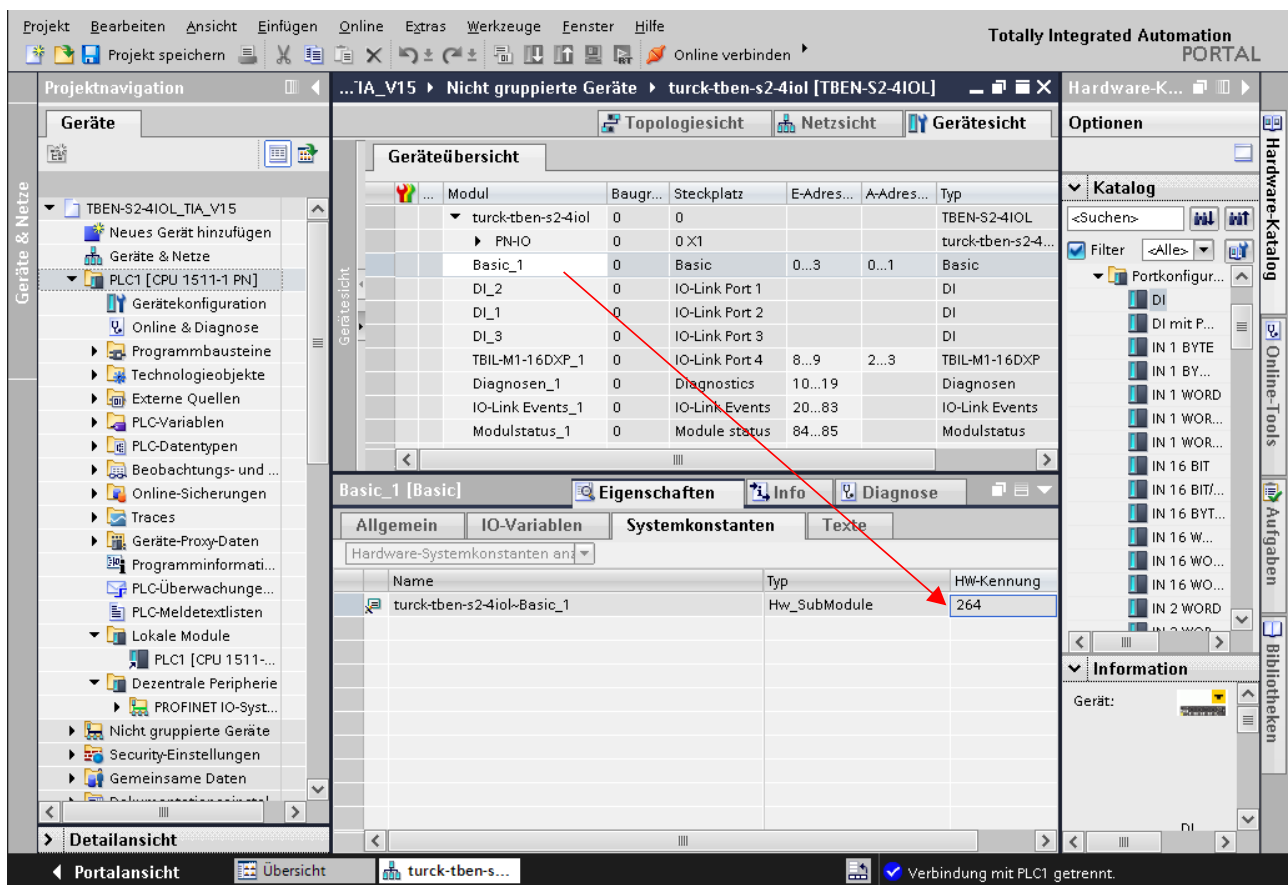 Projekt Bearbeiten Ansicht Einfügen Online Extras Werkzeuge Fenster Hilfe
Totally Integrated Automation
PORTAL
Projekt speichern
Online verbinden
Projektnavigation
...TIA_V15 Nicht gruppierte Geräte turck-tben-s2-4iol [TBEN-S2-4IOL]
Hardware-K...
Geräte
Topologiesicht Netzsicht Gerätesicht
Optionen
Geräteübersicht
Geräte & Netze
Gerätesicht
TBEN-S2-4IOL_TIA_V15
Neues Gerät hinzufügen
Geräte & Netze
PLC1 [CPU 1511-1 PN]
Gerätekonfiguration
Online & Diagnose
Programmbausteine
Technologieobjekte
Externe Quellen
PLC-Variablen
PLC-Datentypen
Beobachtungs- und ...
Online-Sicherungen
Traces
Geräte-Proxy-Daten
Programminformati...
PLC-Überwachunge...
PLC-Meldetextlisten
Lokale Module
PLC1 [CPU 1511-...
Dezentrale Peripherie
PROFINET IO-Syst...
Nicht gruppierte Geräte
Security-Einstellungen
Gemeinsame Daten
Detailansicht
... Modul Baugr... Steckplatz E-Adres... A-Adres... Typ
turck-tben-s2-4iol 0 0 TBEN-S2-4IOL
PN-IO 0 0 X1 turck-tben-s2-4...
Basic_1 0 Basic 0...3 0...1 Basic
DI_2 0 IO-Link Port 1 DI
DI_1 0 IO-Link Port 2 DI
DI_3 0 IO-Link Port 3 DI
TBIL-M1-16DXP_1 0 IO-Link Port 4 8...9 2...3 TBIL-M1-16DXP
Diagnosen_1 0 Diagnostics 10...19 Diagnosen
IO-Link Events_1 0 IO-Link Events 20...83 IO-Link Events
Modulstatus_1 0 Module status 84...85 Modulstatus
Basic_1 [Basic]
Eigenschaften Info Diagnose
Allgemein IO-Variablen Systemkonstanten Texte
Hardware-Systemkonstanten anz
Name Typ HW-Kennung
turck-tben-s2-4iol~Basic_1 Hw_SubModule 264
Katalog
<Suchen>
Filter <Alle>
Portkonfigur...
DI
DI mit P...
IN 1 BYTE
IN 1 BY...
IN 1 WORD
IN 1 WOR...
IN 1 WOR...
IN 16 BIT
IN 16 BIT/...
IN 16 BYT...
IN 16 W...
IN 16 WO...
IN 16 WO...
IN 2 WORD
Information
Gerät:
Hardware-Katalog
Online-Tools
Aufgaben
Bibliotheken
Portalansicht
Übersicht
turck-tben-s...
Verbindung mit PLC1 getrennt.